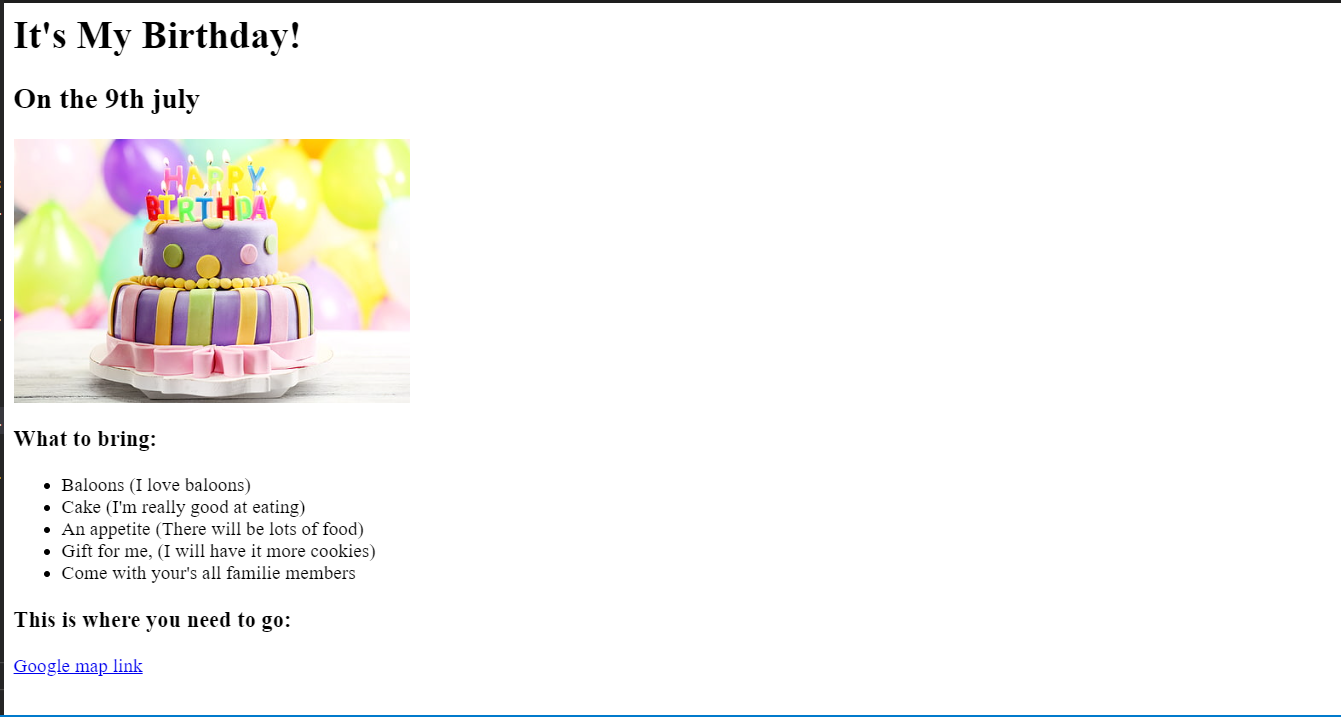 It's My Birthday!
On the 9th july
HAPPY
BIRTHDAY
What to bring:
Baloons (I love baloons)
Cake (I'm really good at eating)
An appetite (There will be lots of food)
Gift for me, (I will have it more cookies)
Come with your's all familie members
This is where you need to go:
Google map link